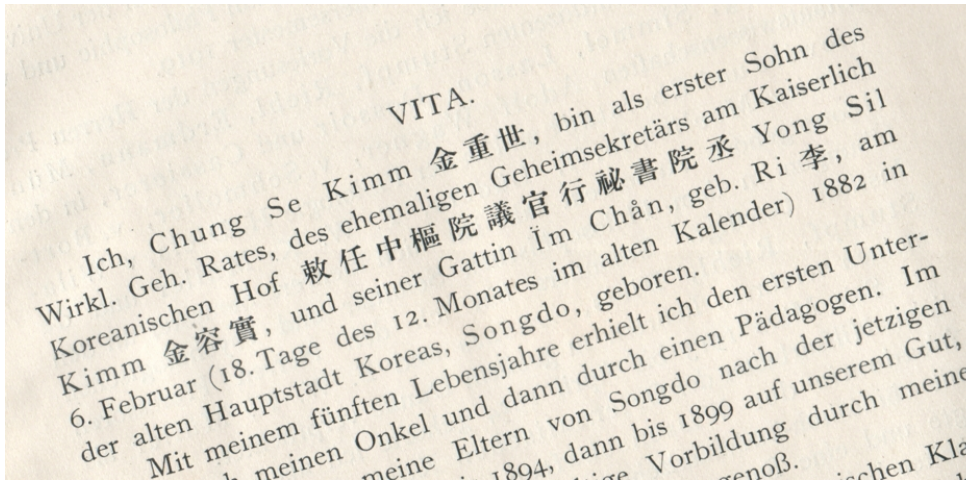 VITA.
Ich, Chung Se Kimm 金重世, bin als erster Sohn des
Wirkl. Geh. Rates, des ehemaligen Geheimsekretärs am Kaiserlich
Koreanischen Hof 敕任中樞院議官行祕書院丞 Yong Sil
Kimm 金容實, und seiner Gattin Ïm Chån, geb. Ri 李, am
6. Februar (18. Tage des 12. Monates im alten Kalender) 1882 in
der alten Hauptstadt Koreas, Songdo, geboren.
Mit meinem fünften Lebensjahre erhielt ich den ersten Unter-
meinen Onkel und dann durch einen Pädagogen. Im
meine Eltern von Songdo nach der jetzigen
1894, dann bis 1899 auf unserem Gut,
Vorbildung durch meine
genoß.